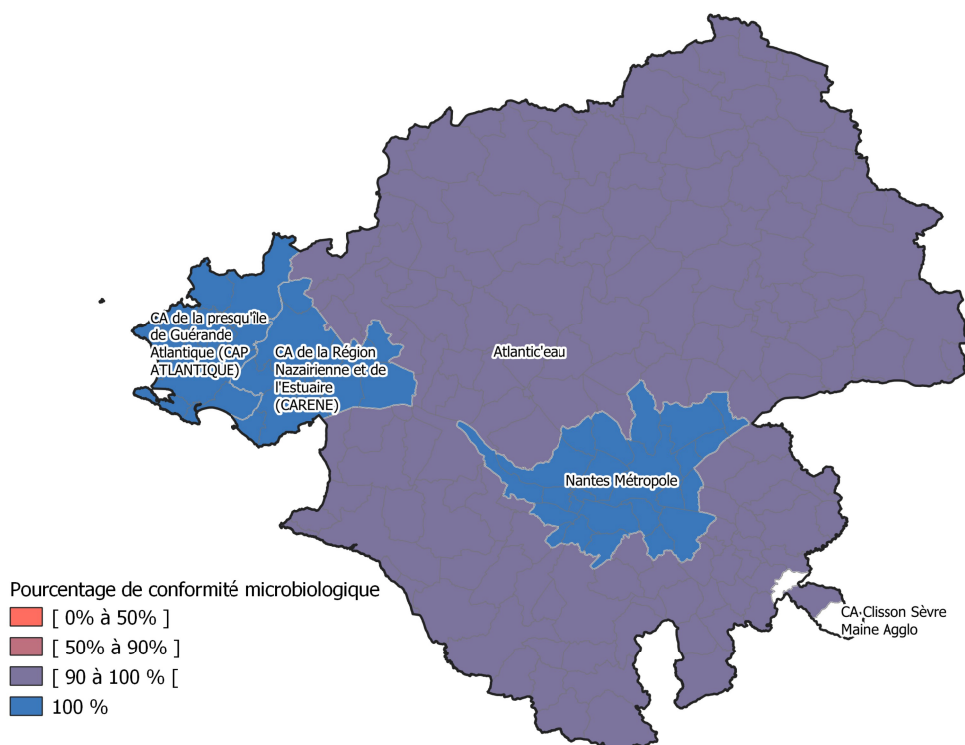 CA de la presqu'île
de Guérande
Atlantique (CAP
ATLANTIQUE)
CA de la Région
Nazairienne et de
l'Estuaire
(CARENE)
Atlantic'eau
Nantes Métropole
CA Clisson Sèvre
Maine Agglo
Pourcentage de conformité microbiologique
[ 0% à 50% ]
[ 50% à 90% ]
[ 90 à 100 % [
100 %